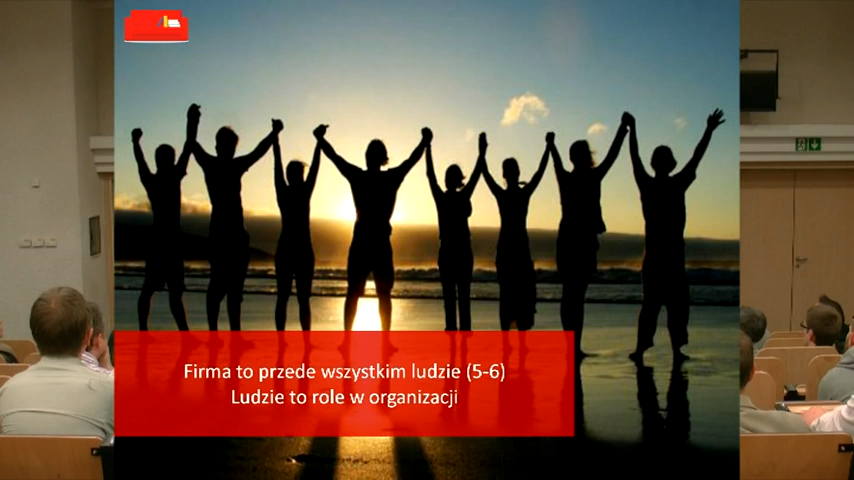 Firma to przede wszystkim ludzie (5-6)
Ludzie to role w organizacji